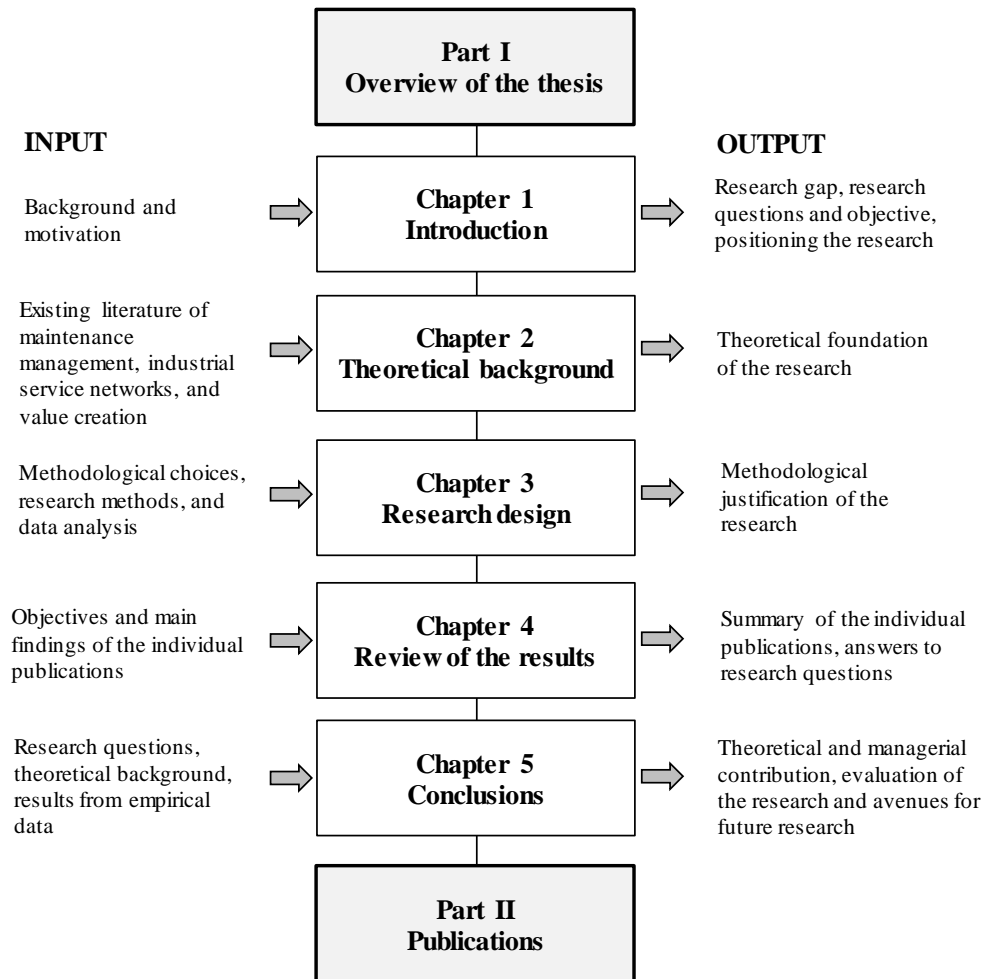 Part I
Overview of the thesis
INPUT
OUTPUT
Background and
motivation
Chapter 1
Introduction
Research gap, research
questions and objective,
positioning the research
Existing literature of
maintenance
management, industrial
service networks, and
value creation
Chapter 2
Theoretical background
Theoretical foundation
of the research
Methodological choices,
research methods, and
data analysis
Chapter 3
Research design
Methodological
justification of the
research
Objectives and main
findings of the individual
publications
Chapter 4
Review of the results
Summary of the individual
publications, answers to
research questions
Research questions,
theoretical background,
results from empirical
data
Chapter 5
Conclusions
Theoretical and managerial
contribution, evaluation of
the research and avenues for
future research
Part II
Publications